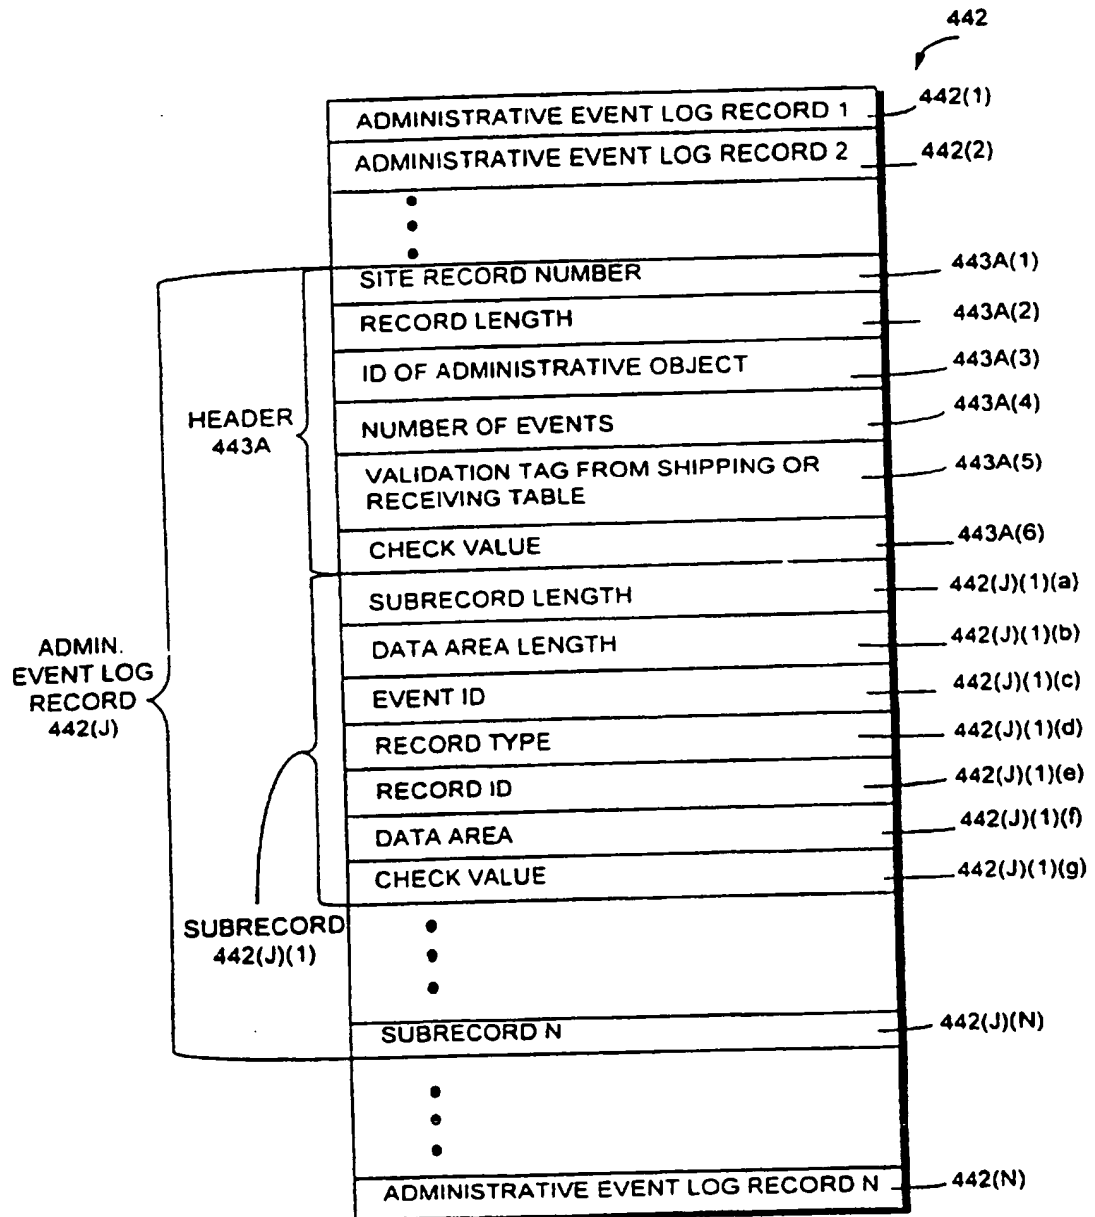 442
ADMINISTRATIVE EVENT LOG RECORD 1
442(1)
ADMINISTRATIVE EVENT LOG RECORD 2
442(2)
SITE RECORD NUMBER
443A(1)
RECORD LENGTH
443A(2)
ID OF ADMINISTRATIVE OBJECT
443A(3)
HEADER
443A
NUMBER OF EVENTS
443A(4)
VALIDATION TAG FROM SHIPPING OR
RECEIVING TABLE
443A(5)
CHECK VALUE
443A(6)
SUBRECORD LENGTH
442(J)(1)(a)
DATA AREA LENGTH
442(J)(1)(b)
ADMIN.
EVENT LOG
RECORD
442(J)
EVENT ID
442(J)(1)(c)
RECORD TYPE
442(J)(1)(d)
RECORD ID
442(J)(1)(e)
DATA AREA
442(J)(1)(f)
CHECK VALUE
442(J)(1)(g)
SUBRECORD
442(J)(1)
SUBRECORD N
442(J)(N)
ADMINISTRATIVE EVENT LOG RECORD N
442(N)